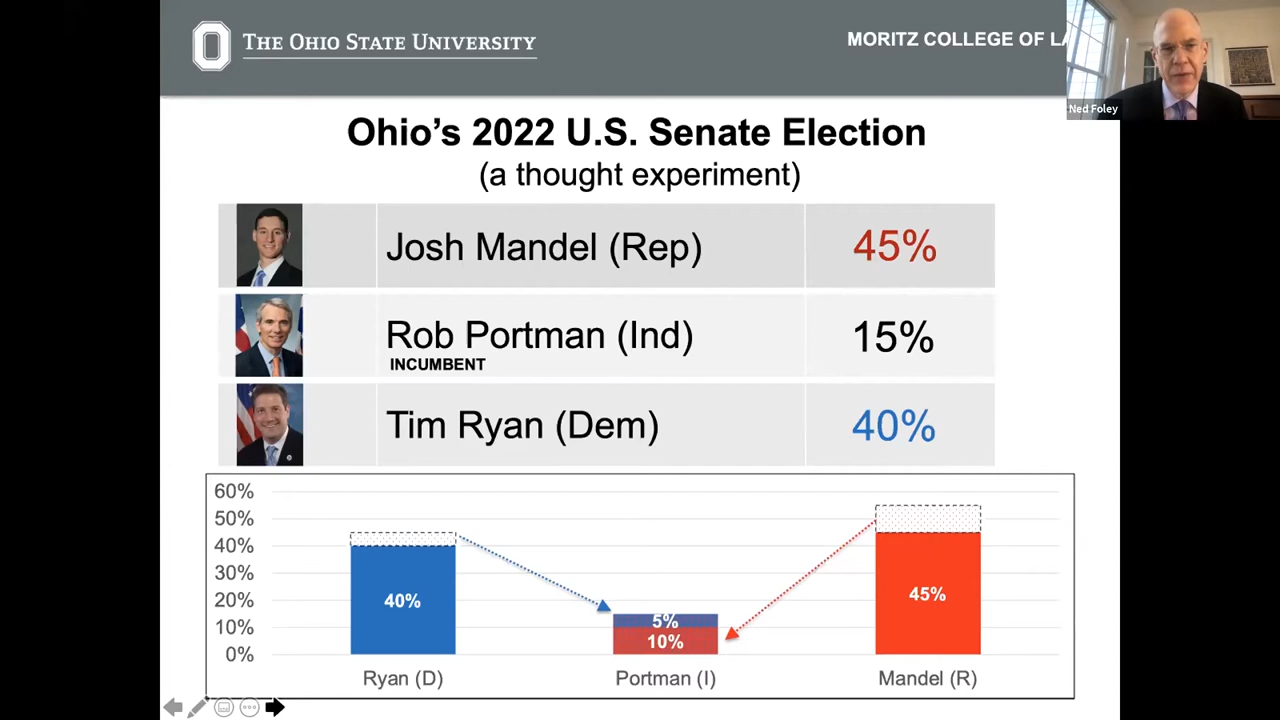 THE OHIO STATE UNIVERSITY
MORITZ COLLEGE OF LA
Ned Foley
Ohio’s 2022 U.S. Senate Election
(a thought experiment)
Josh Mandel (Rep) 45%
Rob Portman (Ind) 15%
INCUMBENT
Tim Ryan (Dem) 40%
60%
50%
40%
30%
20%
10%
0%
40%
5%
10%
45%
Ryan (D) Portman (I) Mandel (R)